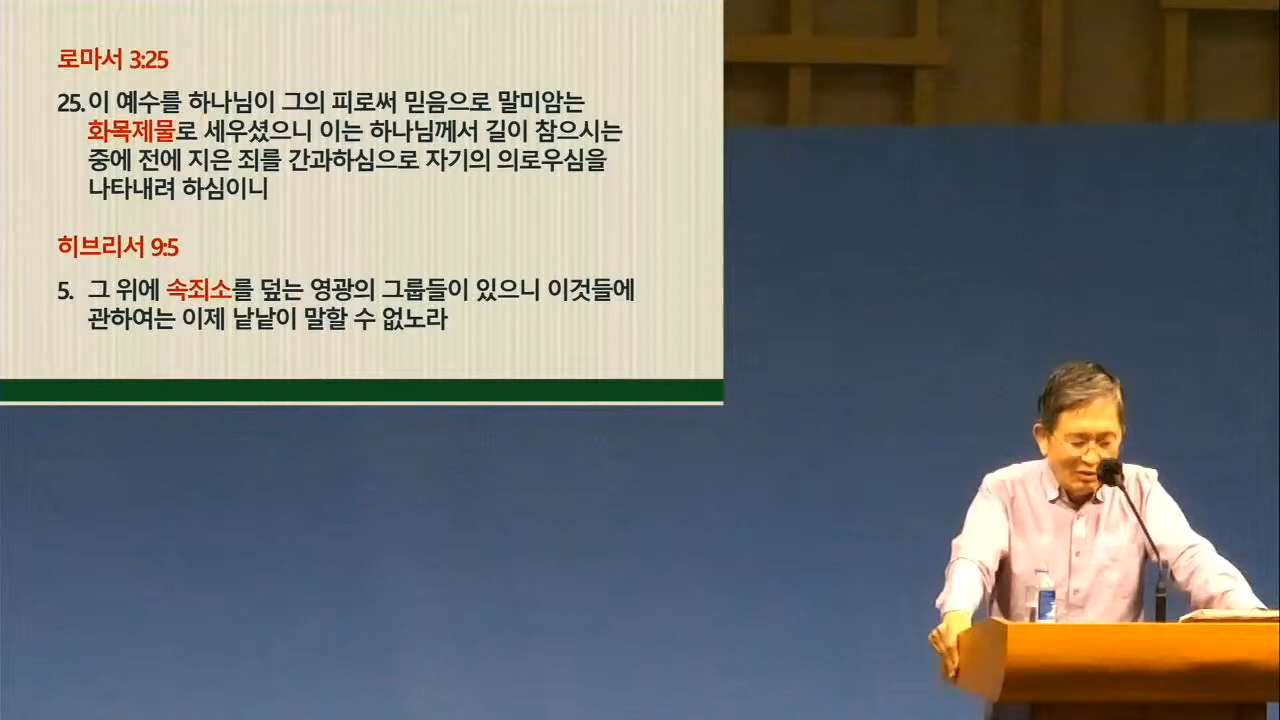 로마서 3:25
25. 이 예수를 하나님이 그의 피로써 믿음으로 말미암는
화목제물로 세우셨으니 이는 하나님께서 길이 참으시는
중에 전에 지은 죄를 간과하심으로 자기의 의로우심을
나타내려 하심이니
히브리서 9:5
5. 그 위에 속죄소를 덮는 영광의 그룹들이 있으니 이것들에
관하여는 이제 낱낱이 말할 수 없노라